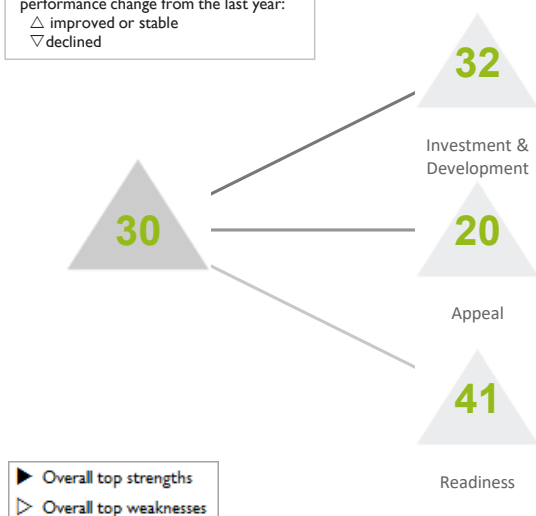 performance change from the last year:
△ improved or stable
▽ declined
32
Investment &
Development
30
20
Appeal
41
Readiness
▶ Overall top strengths
▷ Overall top weaknesses